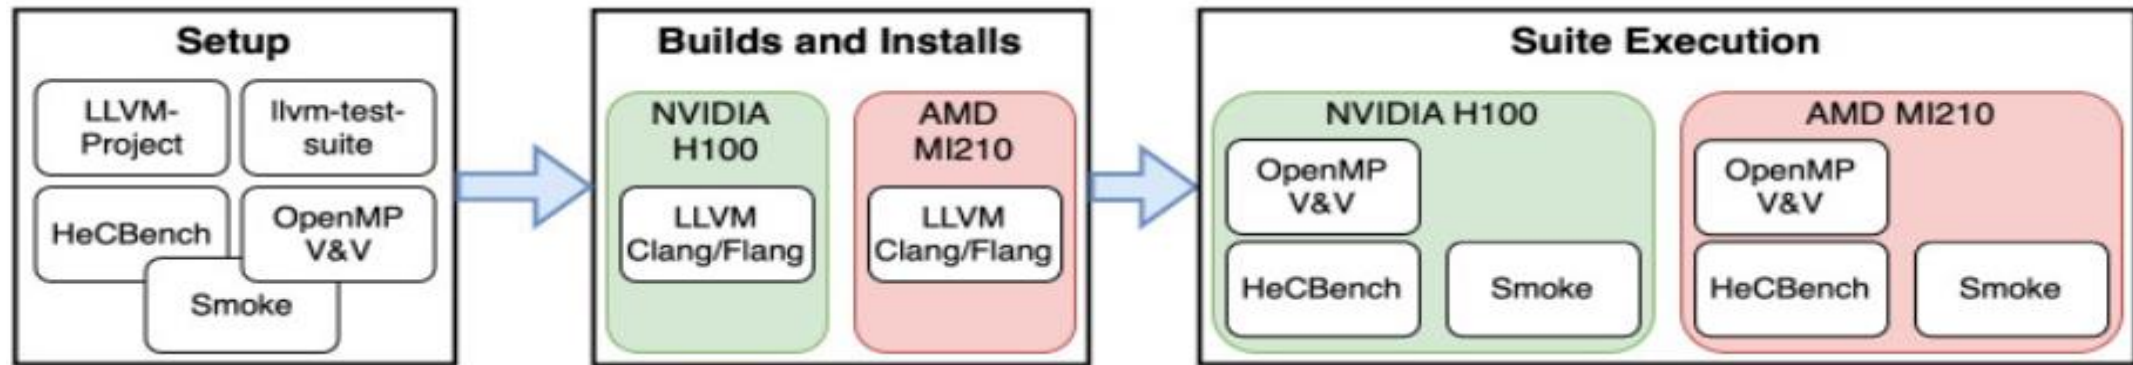 Setup
LLVM-
Project
llvm-test-
suite
HeCBench
OpenMP
V&V
Smoke
Builds and Installs
NVIDIA
H100
LLVM
Clang/Flang
AMD
MI210
LLVM
Clang/Flang
Suite Execution
NVIDIA H100
OpenMP
V&V
HeCBench
Smoke
AMD MI210
OpenMP
V&V
HeCBench
Smoke